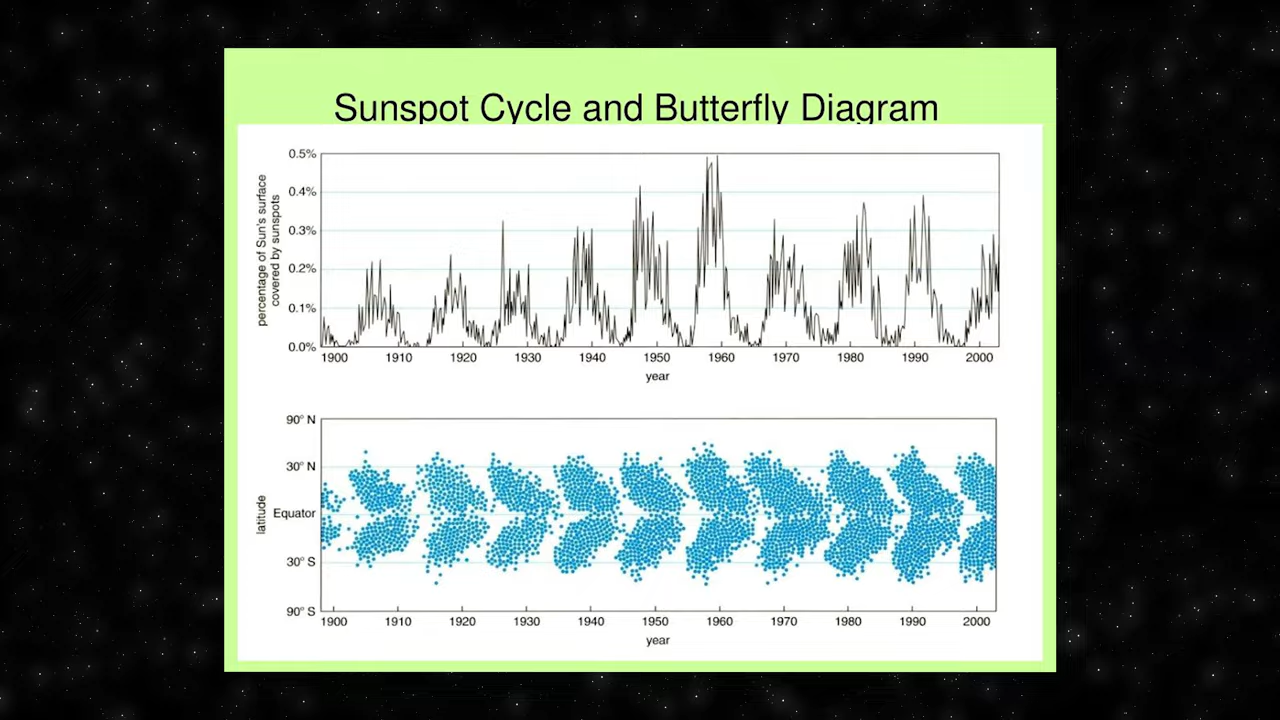 Sunspot Cycle and Butterfly Diagram
percentage of Sun's surface
covered by sunspots
0.5%
0.4%
0.3%
0.2%
0.1%
0.0%
1900 1910 1920 1930 1940 1950 1960 1970 1980 1990 2000
year
latitude
90° N
30° N
Equator
30° S
90° S
1900 1910 1920 1930 1940 1950 1960 1970 1980 1990 2000
year